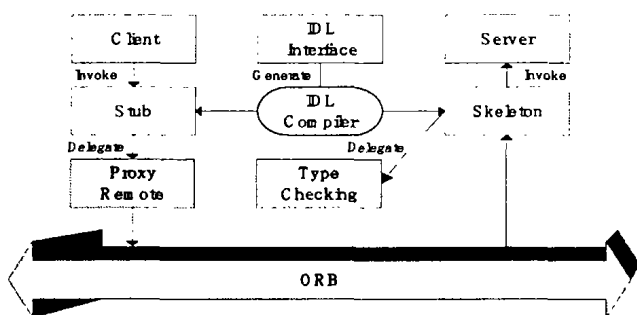 Client
IDL
Interface
Server
Invoke
Generate
Invoke
Stub
IDL
Compiler
Skeleton
Delegate
Delegate
Proxy
Remote
Type
Checking
ORB